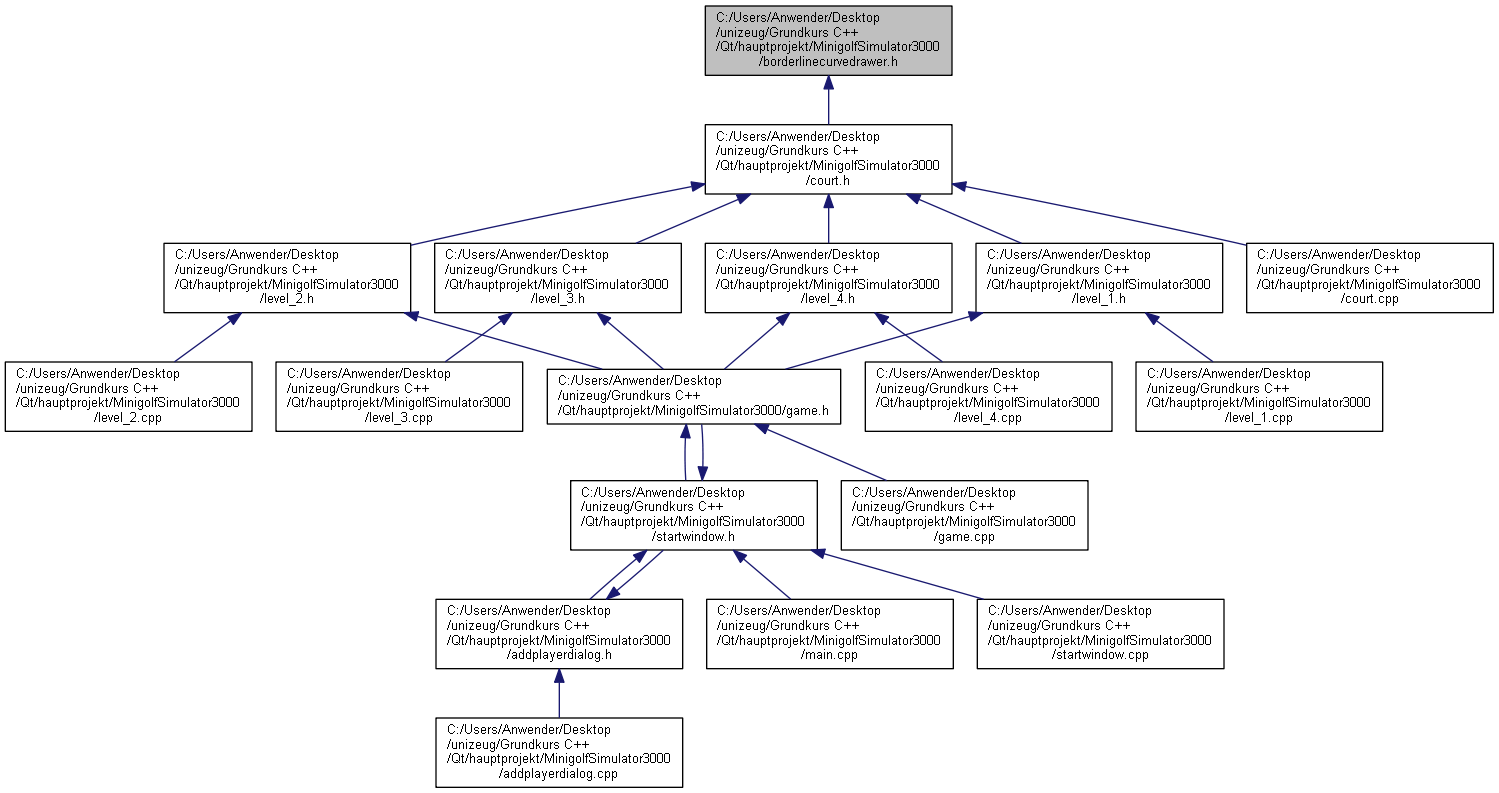 C:/Users/Anwender/Desktop
/unizeug/Grundkurs C++
/Qt/hauptprojekt/MinigolfSimulator3000
/borderlinecurvedrawer.h
C:/Users/Anwender/Desktop
/unizeug/Grundkurs C++
/Qt/hauptprojekt/MinigolfSimulator3000
/court.h
C:/Users/Anwender/Desktop
/unizeug/Grundkurs C++
/Qt/hauptprojekt/MinigolfSimulator3000
/level_2.h
C:/Users/Anwender/Desktop
/unizeug/Grundkurs C++
/Qt/hauptprojekt/MinigolfSimulator3000
/level_3.h
C:/Users/Anwender/Desktop
/unizeug/Grundkurs C++
/Qt/hauptprojekt/MinigolfSimulator3000
/level_4.h
C:/Users/Anwender/Desktop
/unizeug/Grundkurs C++
/Qt/hauptprojekt/MinigolfSimulator3000
/level_1.h
C:/Users/Anwender/Desktop
/unizeug/Grundkurs C++
/Qt/hauptprojekt/MinigolfSimulator3000
/court.cpp
C:/Users/Anwender/Desktop
/unizeug/Grundkurs C++
/Qt/hauptprojekt/MinigolfSimulator3000
/level_2.cpp
C:/Users/Anwender/Desktop
/unizeug/Grundkurs C++
/Qt/hauptprojekt/MinigolfSimulator3000
/level_3.cpp
C:/Users/Anwender/Desktop
/unizeug/Grundkurs C++
/Qt/hauptprojekt/MinigolfSimulator3000/game.h
C:/Users/Anwender/Desktop
/unizeug/Grundkurs C++
/Qt/hauptprojekt/MinigolfSimulator3000
/level_4.cpp
C:/Users/Anwender/Desktop
/unizeug/Grundkurs C++
/Qt/hauptprojekt/MinigolfSimulator3000
/level_1.cpp
C:/Users/Anwender/Desktop
/unizeug/Grundkurs C++
/Qt/hauptprojekt/MinigolfSimulator3000
/startwindow.h
C:/Users/Anwender/Desktop
/unizeug/Grundkurs C++
/Qt/hauptprojekt/MinigolfSimulator3000
/game.cpp
C:/Users/Anwender/Desktop
/unizeug/Grundkurs C++
/Qt/hauptprojekt/MinigolfSimulator3000
/addplayerdialog.h
C:/Users/Anwender/Desktop
/unizeug/Grundkurs C++
/Qt/hauptprojekt/MinigolfSimulator3000
/main.cpp
C:/Users/Anwender/Desktop
/unizeug/Grundkurs C++
/Qt/hauptprojekt/MinigolfSimulator3000
/startwindow.cpp
C:/Users/Anwender/Desktop
/unizeug/Grundkurs C++
/Qt/hauptprojekt/MinigolfSimulator3000
/addplayerdialog.cpp